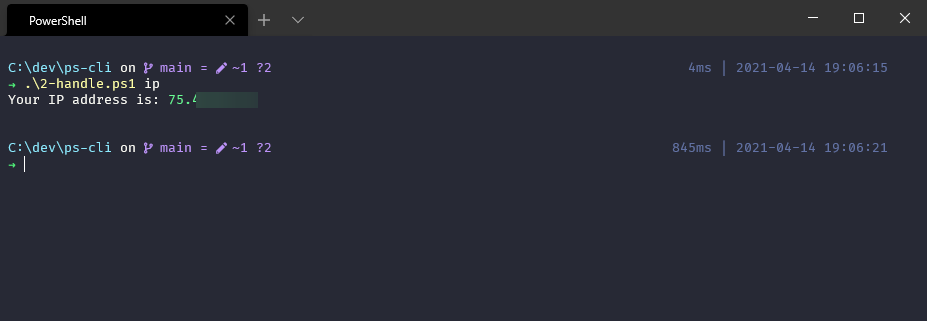 PowerShell
C:\dev\ps-cli on main = ~1 ?2 4ms | 2021-04-14 19:06:15
→ .\2-handle.ps1 ip
Your IP address is: 75.4
C:\dev\ps-cli on main = ~1 ?2 845ms | 2021-04-14 19:06:21
→